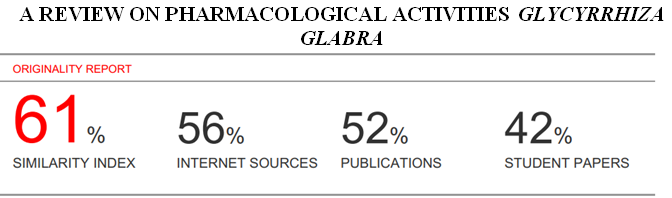 A REVIEW ON PHARMACOLOGICAL ACTIVITIES GLYCYRRHIZA
GLABRA
ORIGINALITY REPORT
61% 56% 52% 42%
SIMILARITY INDEX INTERNET SOURCES PUBLICATIONS STUDENT PAPERS